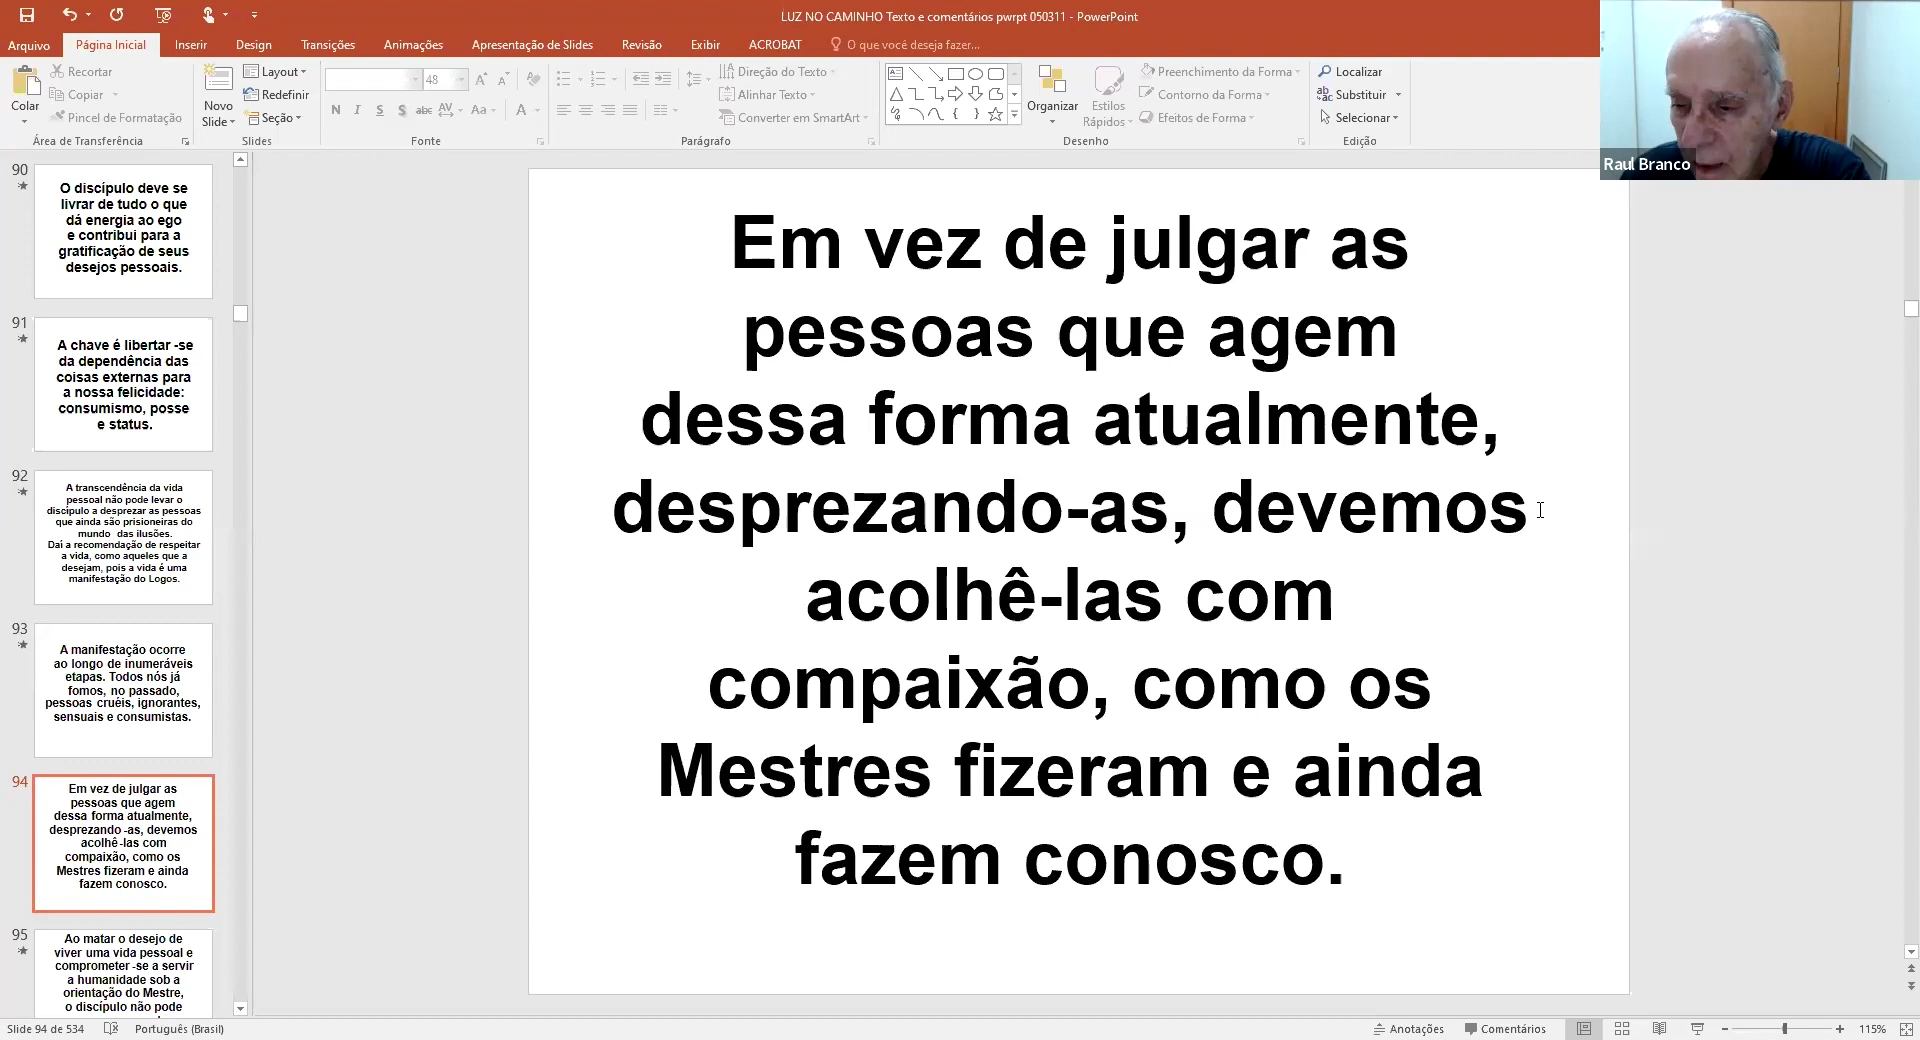 LUZ NO CAMINHO Texto e comentários pwrpt 050311 - PowerPoint
Arquivo Página Inicial Inserir Design Transições Animações Apresentação de Slides Revisão Exibir ACROBAT O que você deseja fazer...
Colar
Recortar
Copiar
Pincel de Formatação
Área de Transferência
Novo
Slide
Layout
Redefinir
Seção
Slides
48
N I S S abc AV Aa A
Fonte
Direção do Texto
Alinhar Texto
Converter em SmartArt
Parágrafo
Organizar
Estilos
Rápidos
Preenchimento da Forma
Contorno da Forma
Efeitos de Forma
Desenho
Localizar
Substituir
Selecionar
Edição
Raul Branco
90
O discípulo deve se
livrar de tudo o que
dá energia ao ego
e contribui para a
gratificação de seus
desejos pessoais.
91
A chave é libertar -se
da dependência das
coisas externas para
a nossa felicidade:
consumismo, posse
e status.
92
A transcendência da vida
pessoal não pode levar o
discípulo a desprezar as pessoas
que ainda são prisioneiras do
mundo das ilusões.
Daí a recomendação de respeitar
a vida, como aqueles que a
desejam, pois a vida é uma
manifestação do Logos.
93
A manifestação ocorre
ao longo de inumeráveis
etapas. Todos nós já
fomos, no passado,
pessoas cruéis, ignorantes,
sensuais e consumistas.
94
Em vez de julgar as
pessoas que agem
dessa forma atualmente,
desprezando -as, devemos
acolhê -las com
compaixão, como os
Mestres fizeram e ainda
fazem conosco.
95
Ao matar o desejo de
viver uma vida pessoal e
comprometer -se a servir
a humanidade sob a
orientação do Mestre,
o discípulo não pode
Em vez de julgar as
pessoas que agem
dessa forma atualmente,
desprezando-as, devemos
acolhê-las com
compaixão, como os
Mestres fizeram e ainda
fazem conosco.
Slide 94 de 534 Português (Brasil) Anotações Comentários 115%